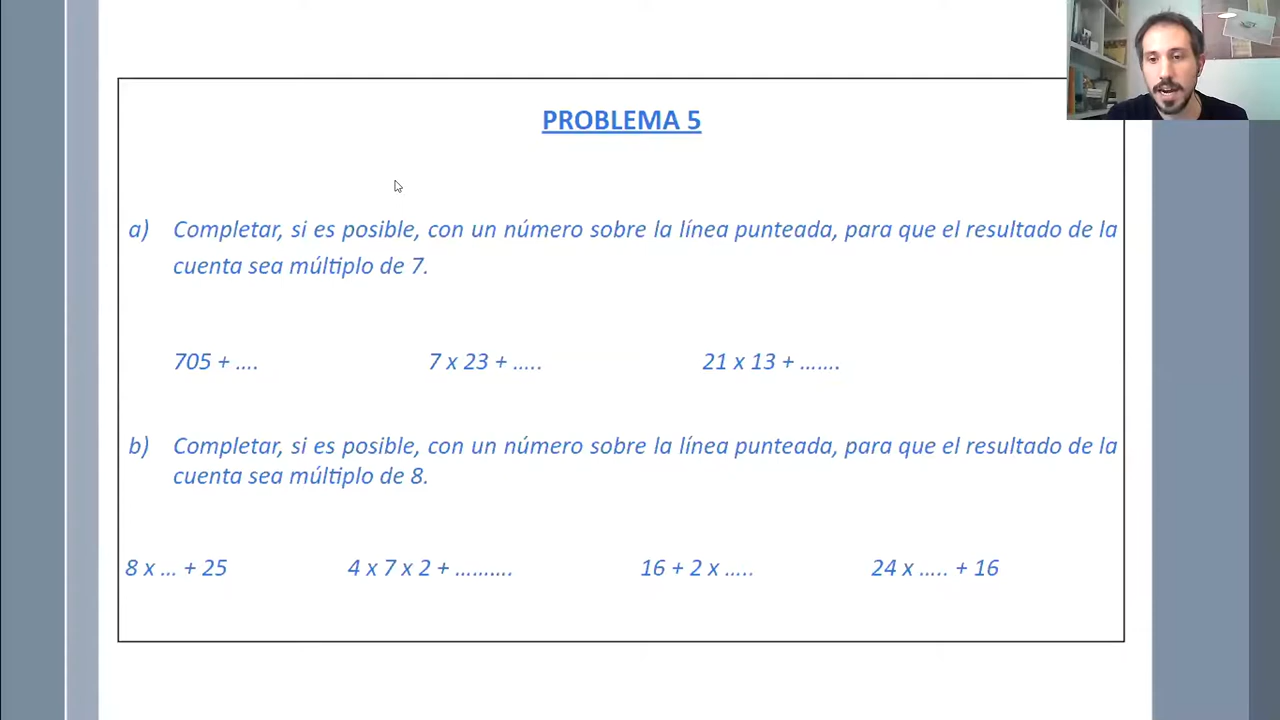 PROBLEMA 5
a) Completar, si es posible, con un número sobre la línea punteada, para que el resultado de la
cuenta sea múltiplo de 7.
705 + .... 7 x 23 + ..... 21 x 13 + .......
b) Completar, si es posible, con un número sobre la línea punteada, para que el resultado de la
cuenta sea múltiplo de 8.
8 x ... + 25 4 x 7 x 2 + .......... 16 + 2 x ..... 24 x ..... + 16